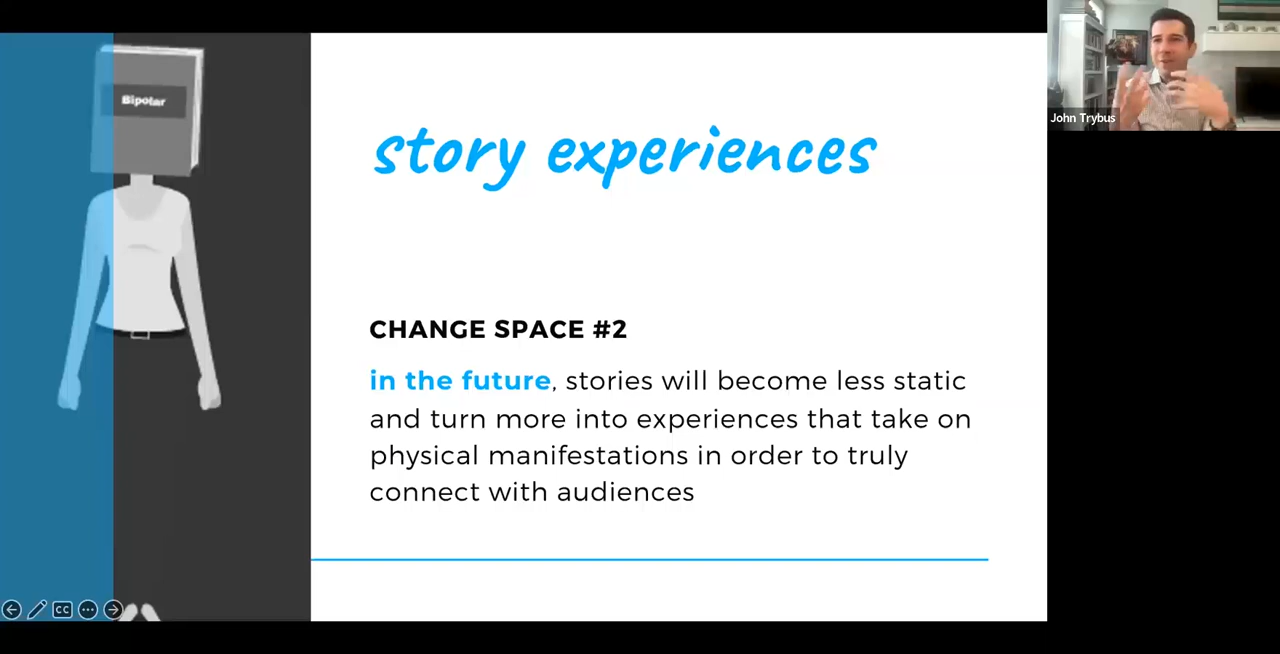 Bipolar
story experiences
CHANGE SPACE #2
in the future, stories will become less static
and turn more into experiences that take on
physical manifestations in order to truly
connect with audiences
John Trybus
CC